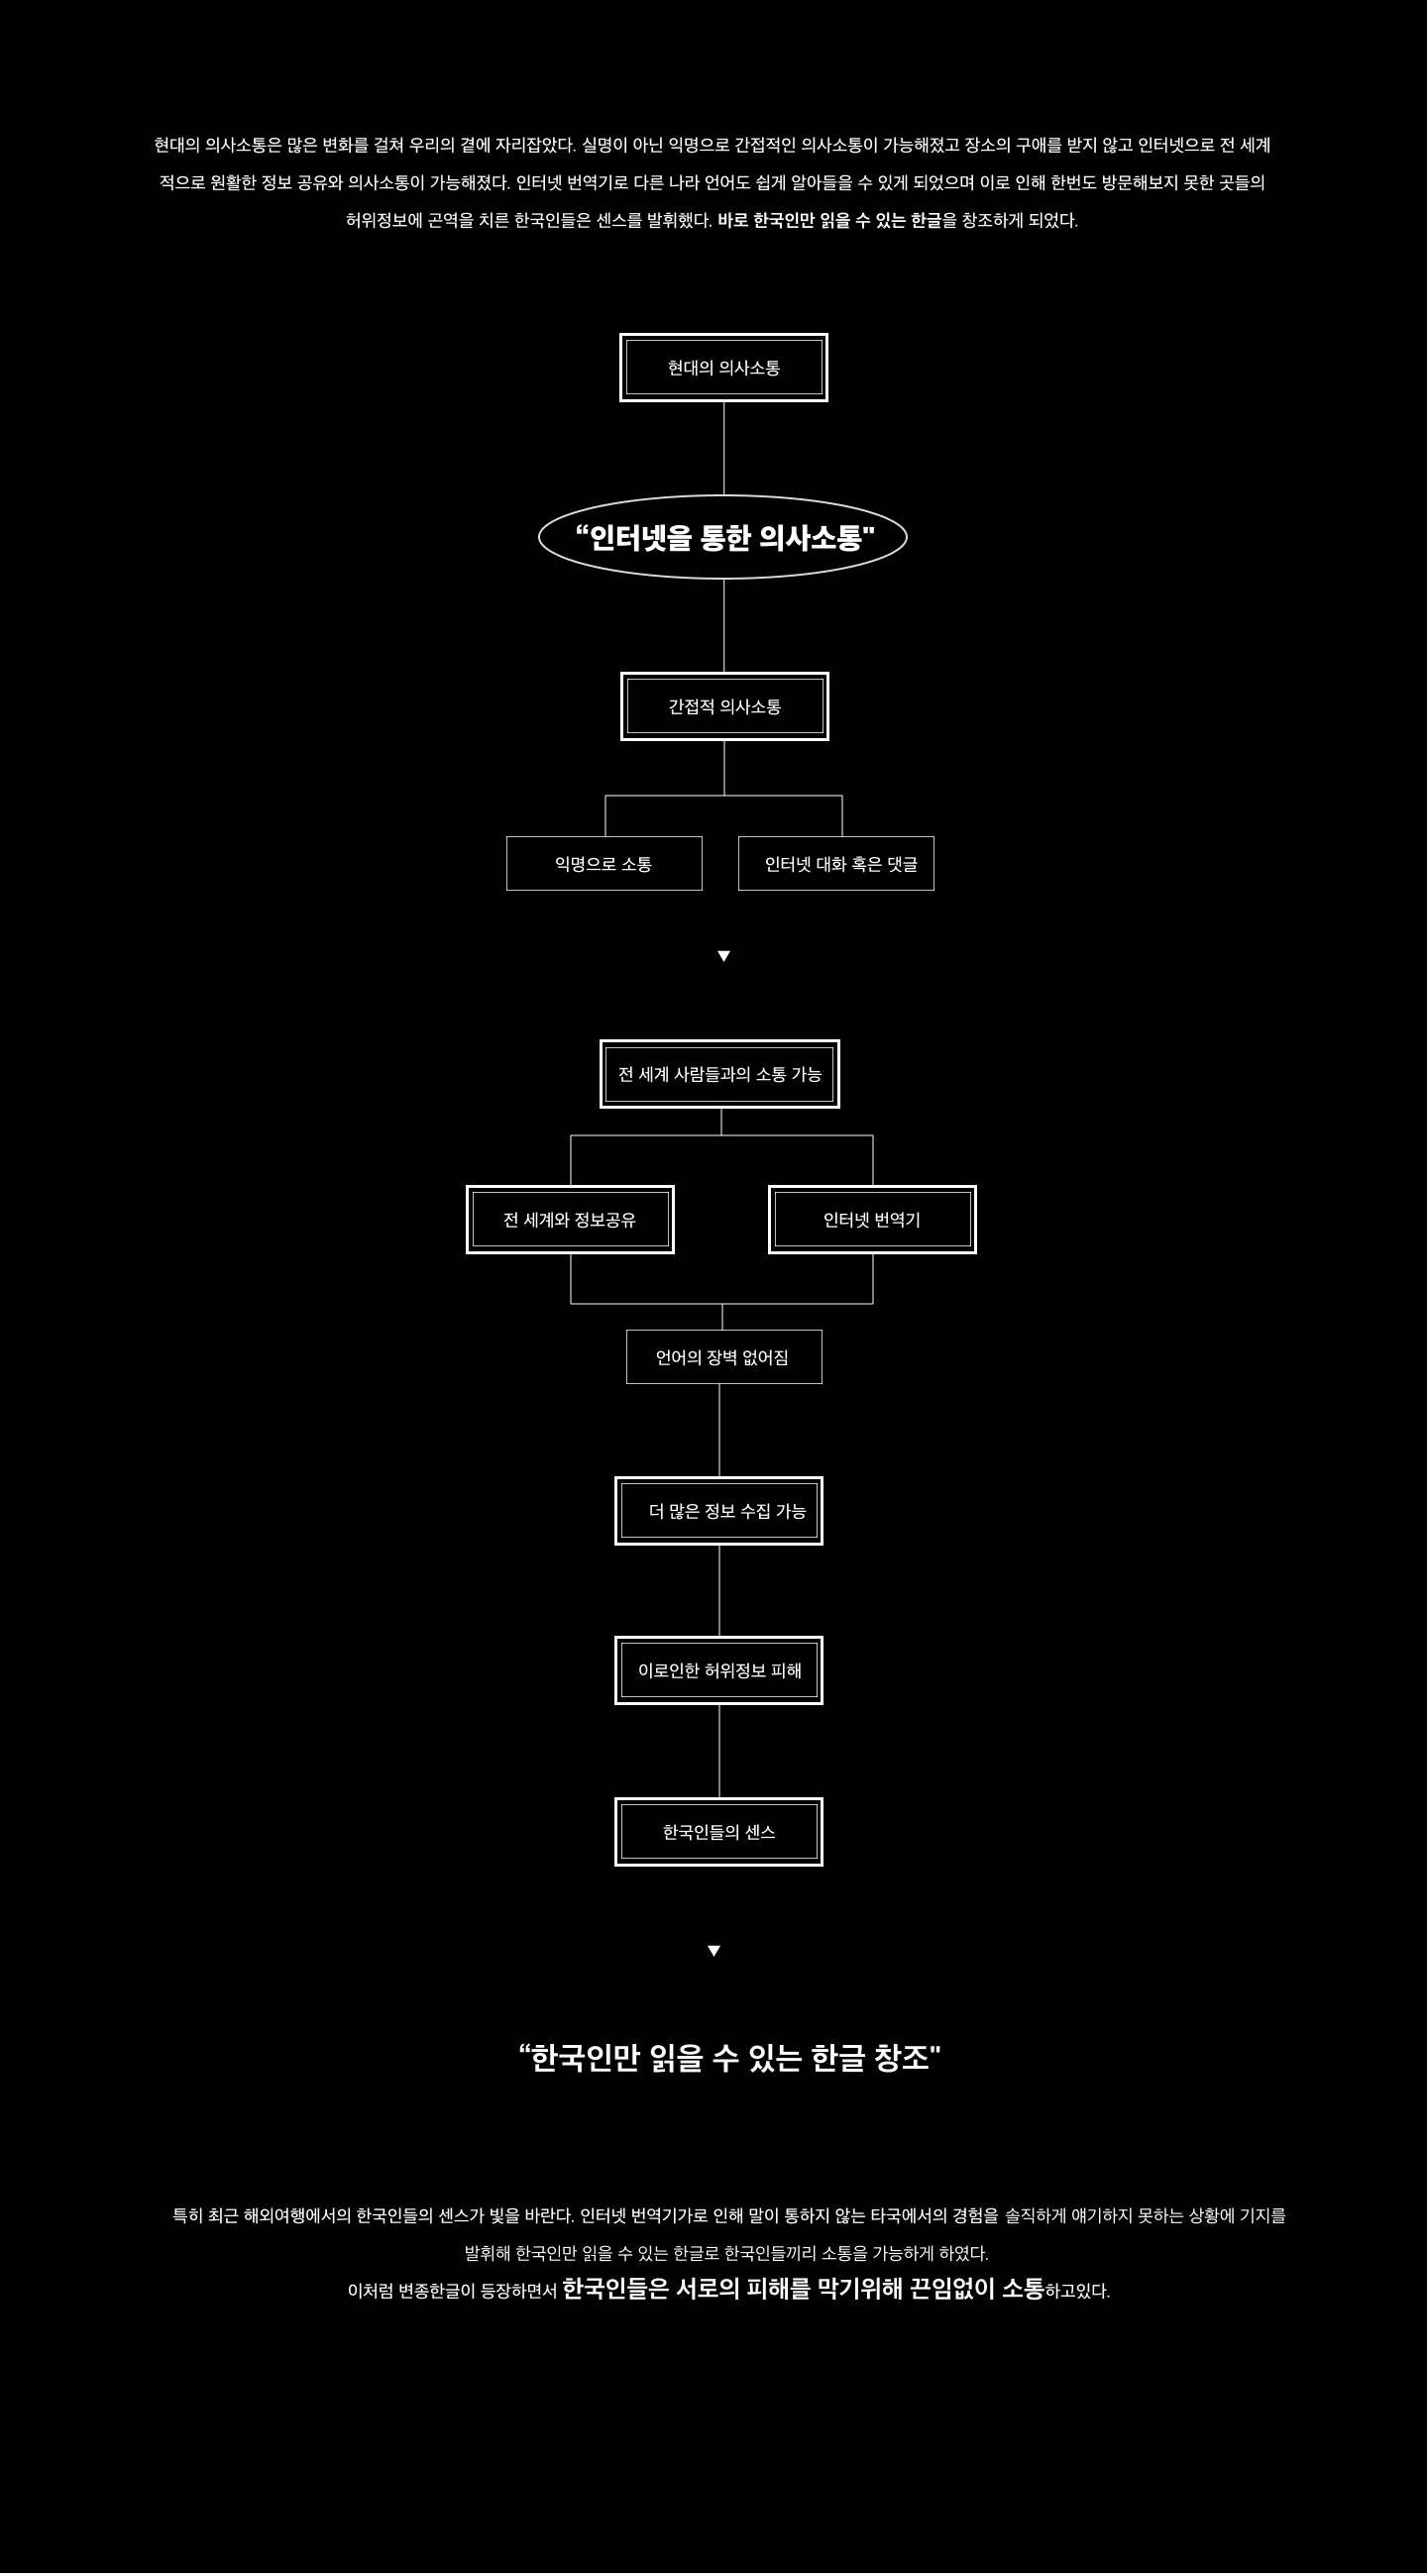 현대의 의사소통은 많은 변화를 걸쳐 우리의 곁에 자리잡았다. 실명이 아닌 익명으로 간접적인 의사소통이 가능해졌고 장소의 구애를 받지 않고 인터넷으로 전 세계
적으로 원활한 정보 공유와 의사소통이 가능해졌다. 인터넷 번역기로 다른 나라 언어도 쉽게 알아들을 수 있게 되었으며 이로 인해 한번도 방문해보지 못한 곳들의
허위정보에 곤역을 치른 한국인들은 센스를 발휘했다. 바로 한국인만 읽을 수 있는 한글을 창조하게 되었다.
현대의 의사소통
“인터넷을 통한 의사소통"
간접적 의사소통
익명으로 소통
인터넷 대화 혹은 댓글
▼
전 세계 사람들과의 소통 가능
전 세계와 정보공유
인터넷 번역기
언어의 장벽 없어짐
더 많은 정보 수집 가능
이로인한 허위정보 피해
한국인들의 센스
▼
“한국인만 읽을 수 있는 한글 창조"
특히 최근 해외여행에서의 한국인들의 센스가 빛을 바란다. 인터넷 번역기가로 인해 말이 통하지 않는 타국에서의 경험을 솔직하게 얘기하지 못하는 상황에 기지를
발휘해 한국인만 읽을 수 있는 한글로 한국인들끼리 소통을 가능하게 하였다.
이처럼 변종한글이 등장하면서 한국인들은 서로의 피해를 막기위해 끈임없이 소통하고있다.